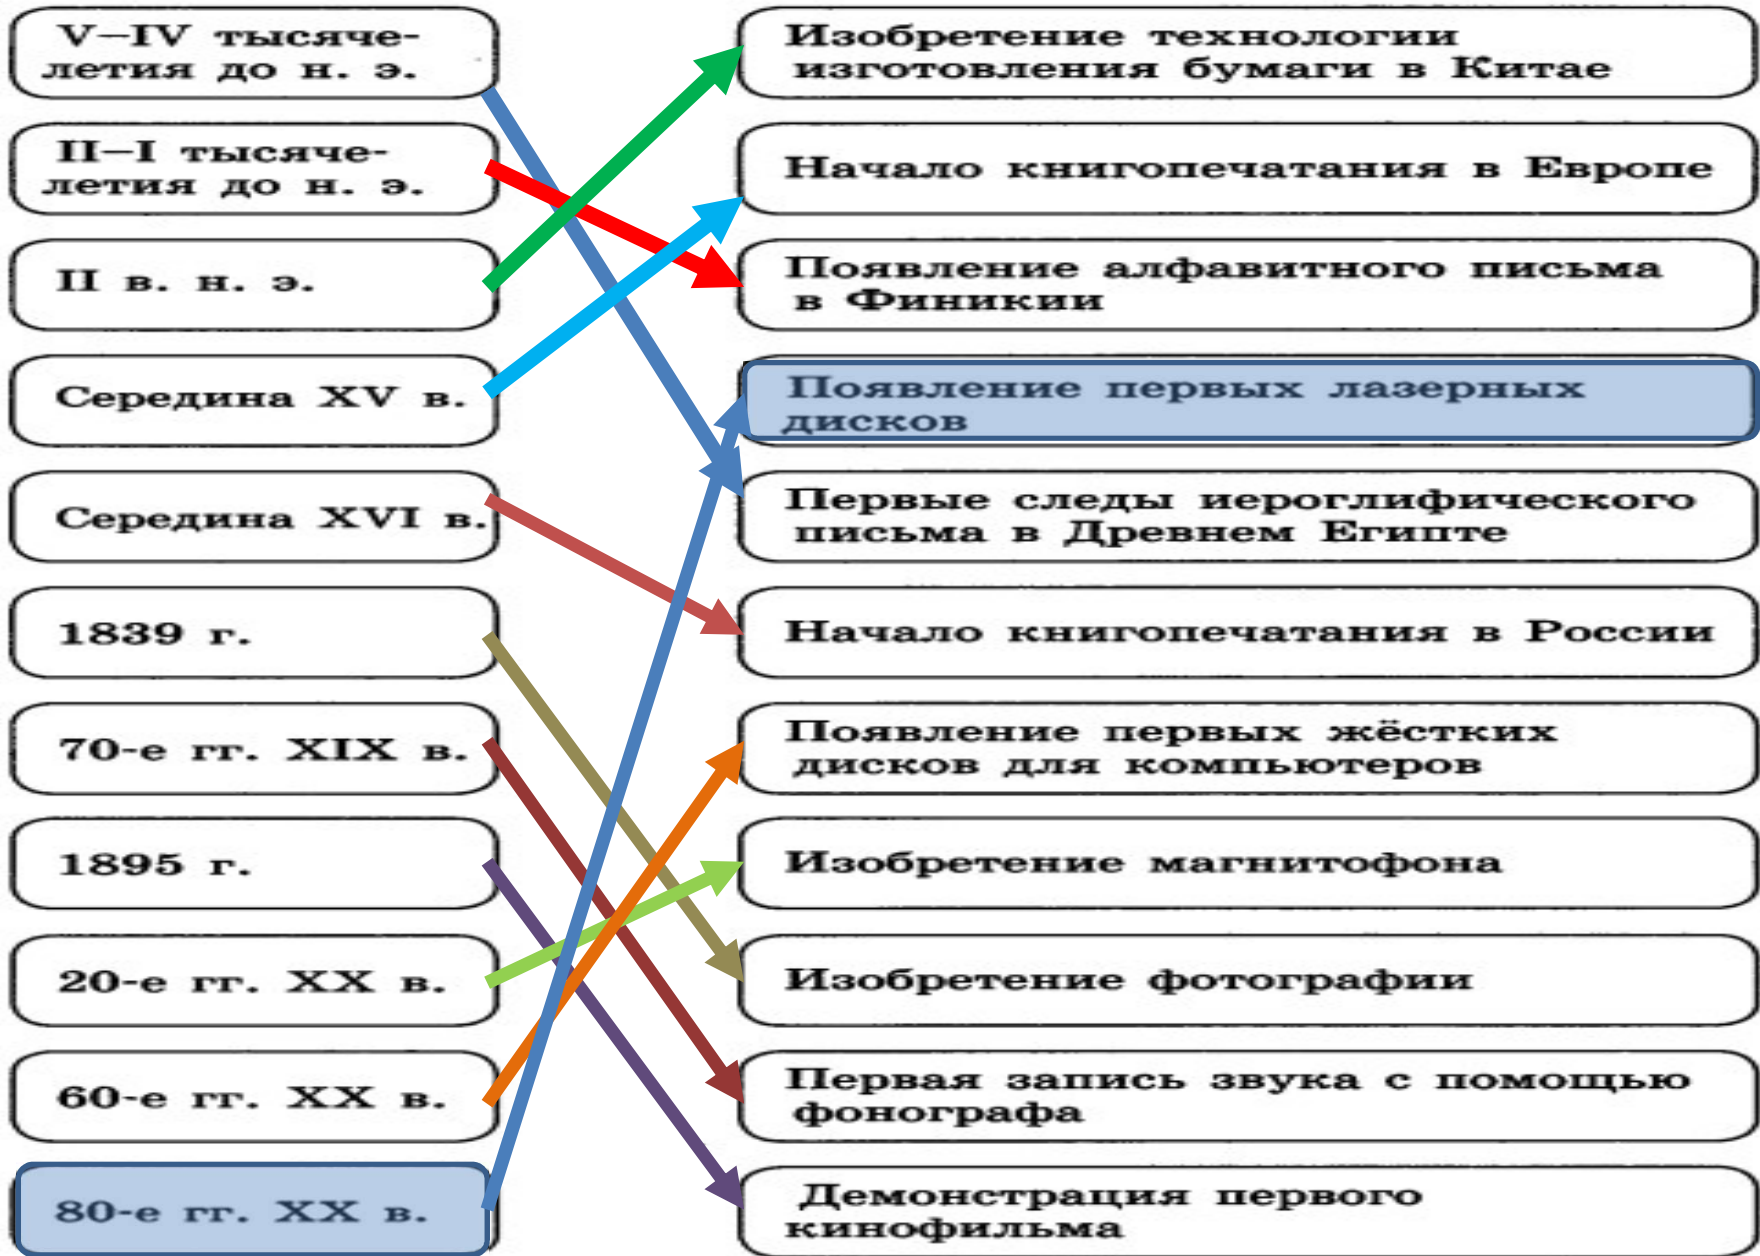 V–IV тысяче-
летия до н. э.
II–I тысяче-
летия до н. э.
II в. н. э.
Середина XV в.
Середина XVI в.
1839 г.
70-е гг. XIX в.
1895 г.
20-е гг. XX в.
60-е гг. XX в.
80-е гг. XX в.
Изобретение технологии
изготовления бумаги в Китае
Начало книгопечатания в Европе
Появление алфавитного письма
в Финикии
Появление первых лазерных
дисков
Первые следы иероглифического
письма в Древнем Египте
Начало книгопечатания в России
Появление первых жёстких
дисков для компьютеров
Изобретение магнитофона
Изобретение фотографии
Первая запись звука с помощью
фонографа
Демонстрация первого
кинофильма